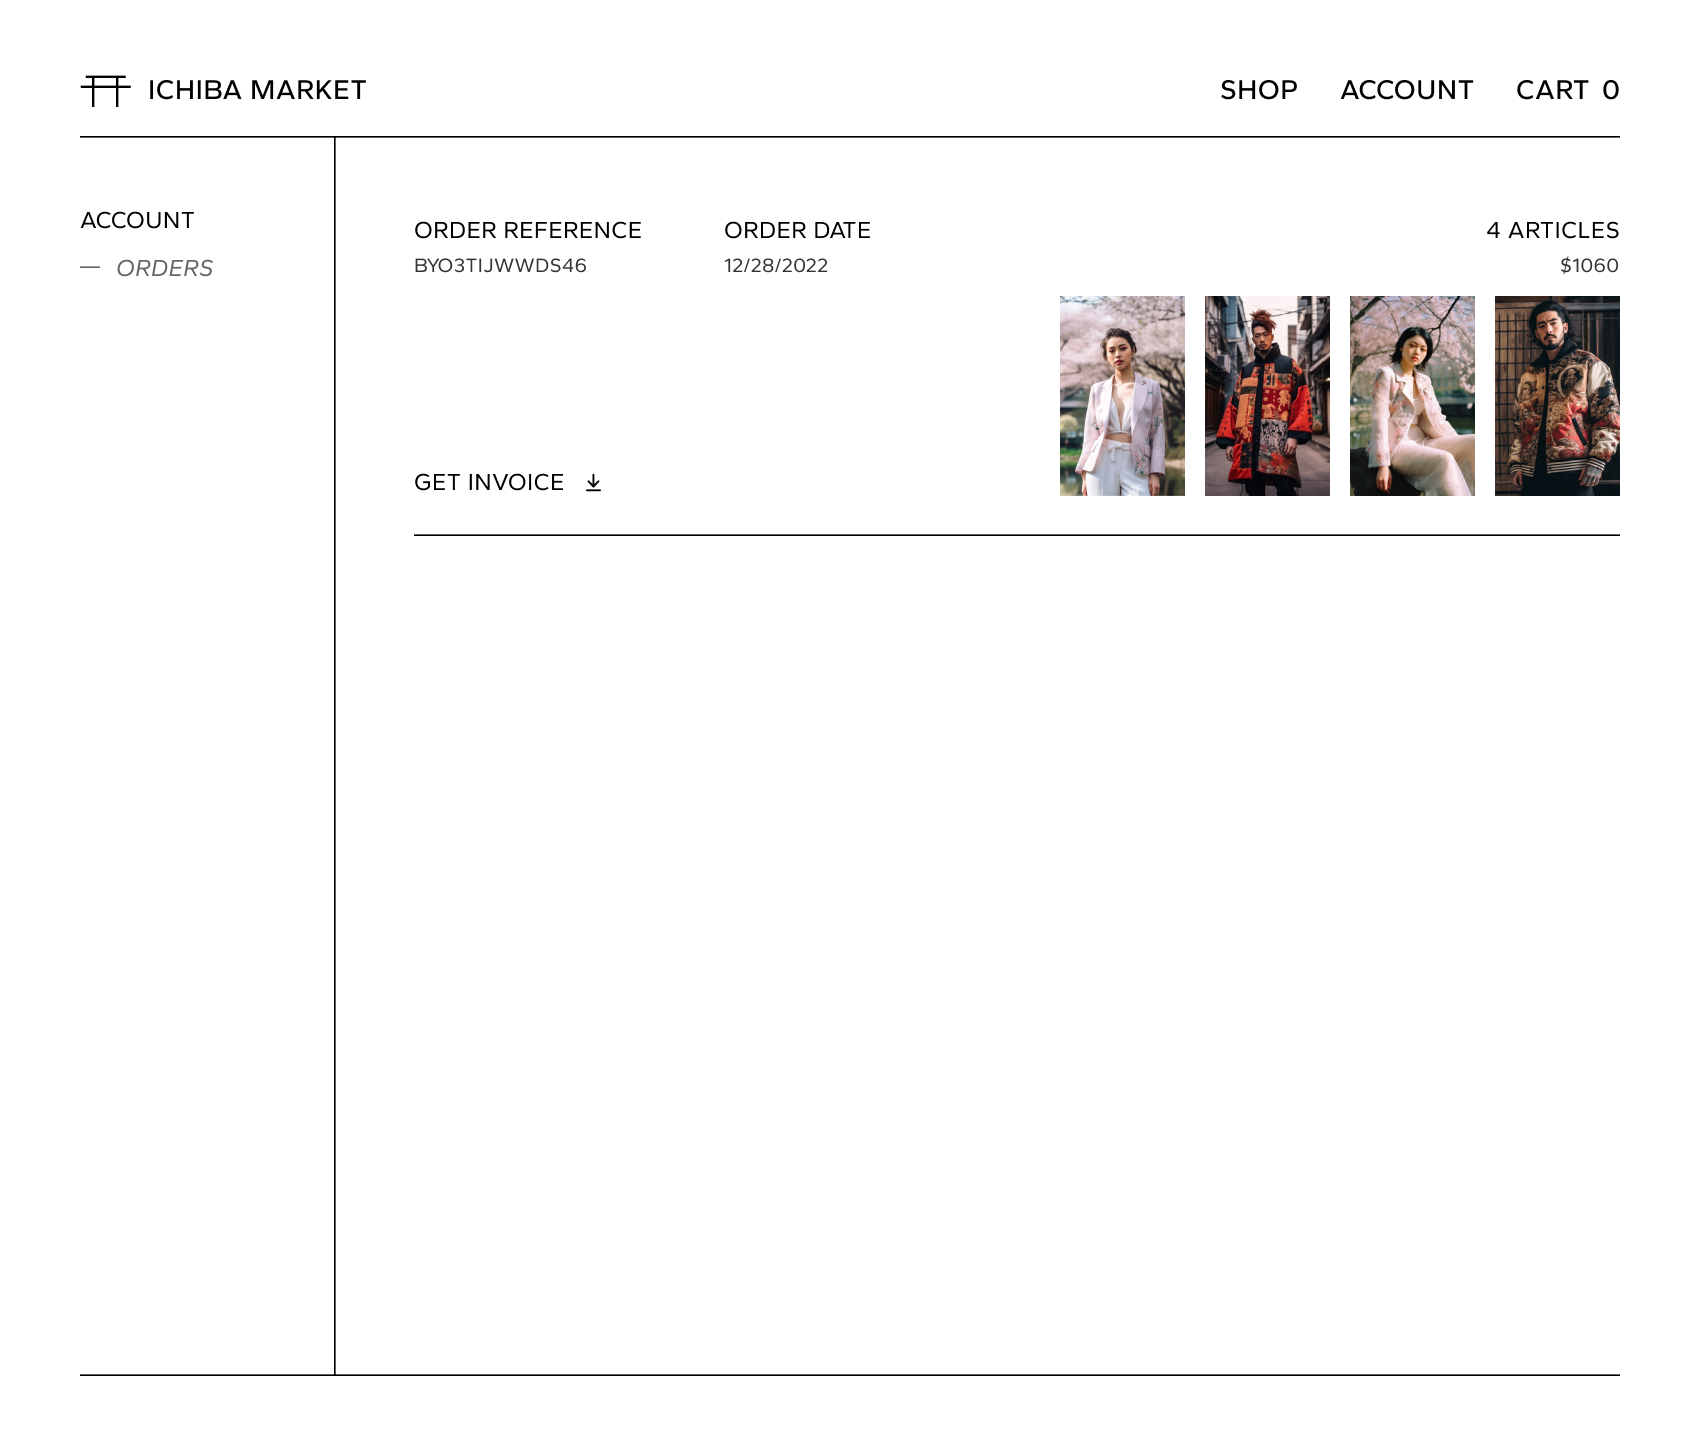 ICHIBA MARKET
SHOP ACCOUNT CART 0
ACCOUNT
— ORDERS
ORDER REFERENCE
BYO3TIJWWDS46
ORDER DATE
12/28/2022
4 ARTICLES
$1060
GET INVOICE